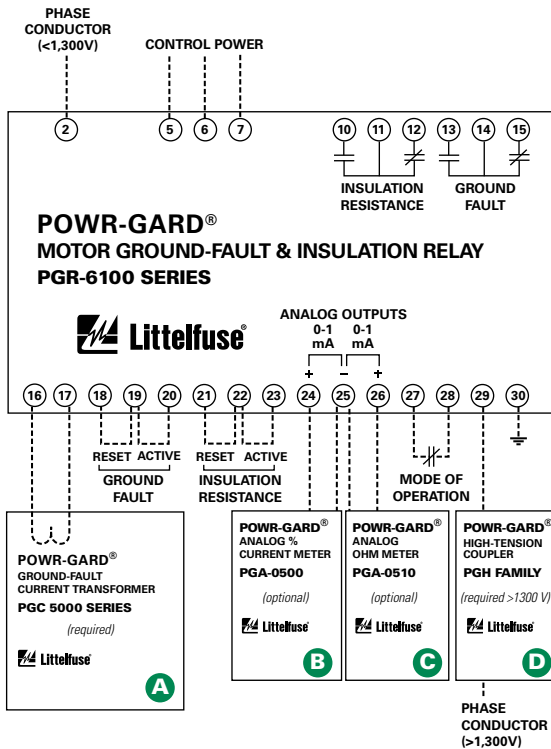 PHASE
CONDUCTOR
(<1,300V)
CONTROL POWER
2 5 6 7 10 11 12 13 14 15
INSULATION
RESISTANCE
GROUND
FAULT
POWR-GARD®
MOTOR GROUND-FAULT & INSULATION RELAY
PGR-6100 SERIES
Littelfuse®
ANALOG OUTPUTS
0-1
mA
0-1
mA
+ – +
16 17 18 19 20 21 22 23 24 25 26 27 28 29 30
RESET ACTIVE
GROUND
FAULT
RESET ACTIVE
INSULATION
RESISTANCE
MODE OF
OPERATION
POWR-GARD®
GROUND-FAULT
CURRENT TRANSFORMER
PGC 5000 SERIES
(required)
Littelfuse®
A
POWR-GARD®
ANALOG %
CURRENT METER
PGA-0500
(optional)
Littelfuse®
B
POWR-GARD®
ANALOG
OHM METER
PGA-0510
(optional)
Littelfuse®
C
POWR-GARD®
HIGH-TENSION
COUPLER
PGH FAMILY
(required >1300 V)
Littelfuse®
D
PHASE
CONDUCTOR
(>1,300V)